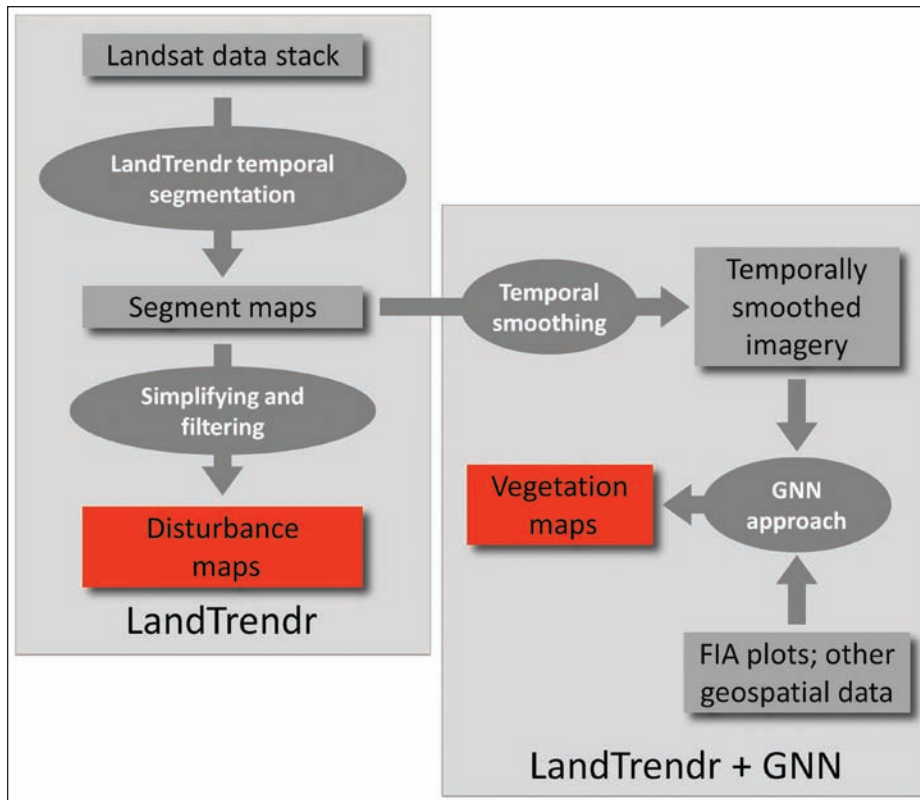 Landsat data stack
LandTrendr temporal
segmentation
Segment maps
Simplifying and
filtering
Disturbance
maps
LandTrendr
Temporal
smoothing
Temporally
smoothed
imagery
GNN
approach
Vegetation
maps
FIA plots; other
geospatial data
LandTrendr + GNN